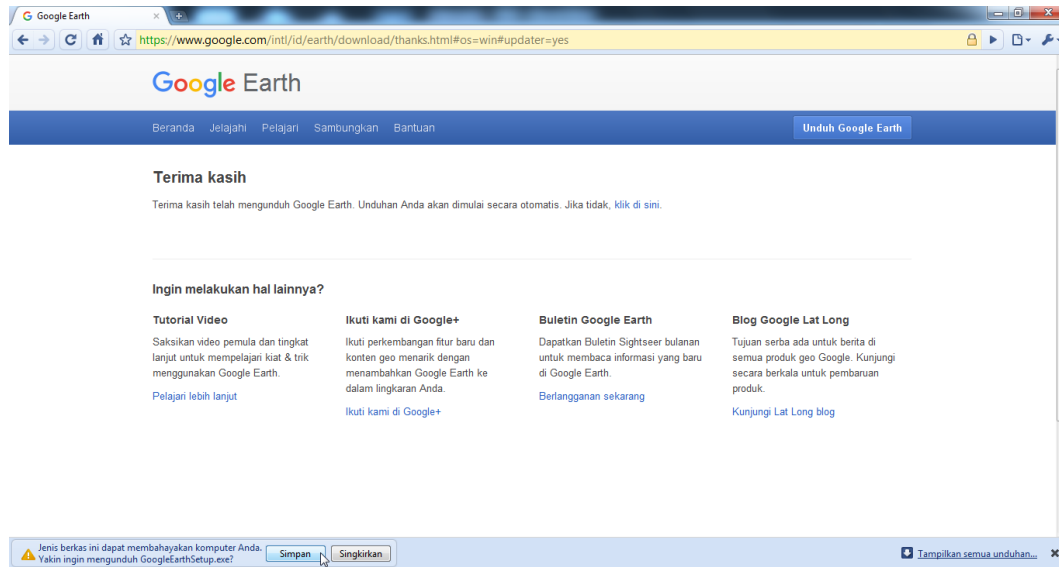 Google Earth
https://www.google.com/intl/id/earth/download/thanks.html#os=win#updater=yes
Google Earth
Beranda Jelajahi Pelajari Sambungkan Bantuan Unduh Google Earth
Terima kasih
Terima kasih telah mengunduh Google Earth. Unduhan Anda akan dimulai secara otomatis. Jika tidak, klik di sini.
Ingin melakukan hal lainnya?
Tutorial Video
Saksikan video pemula dan tingkat
lanjut untuk mempelajari kiat & trik
menggunakan Google Earth.
Pelajari lebih lanjut
Ikuti kami di Google+
Ikuti perkembangan fitur baru dan
konten geo menarik dengan
menambahkan Google Earth ke
dalam lingkaran Anda.
Ikuti kami di Google+
Buletin Google Earth
Dapatkan Buletin Sightseer bulanan
untuk membaca informasi yang baru
di Google Earth.
Berlangganan sekarang
Blog Google Lat Long
Tujuan serba ada untuk berita di
semua produk geo Google. Kunjungi
secara berkala untuk pembaruan
produk.
Kunjungi Lat Long blog
Jenis berkas ini dapat membahayakan komputer Anda.
Yakin ingin mengunduh GoogleEarthSetup.exe?
Simpan
Singkirkan
Tampilkan semua unduhan...